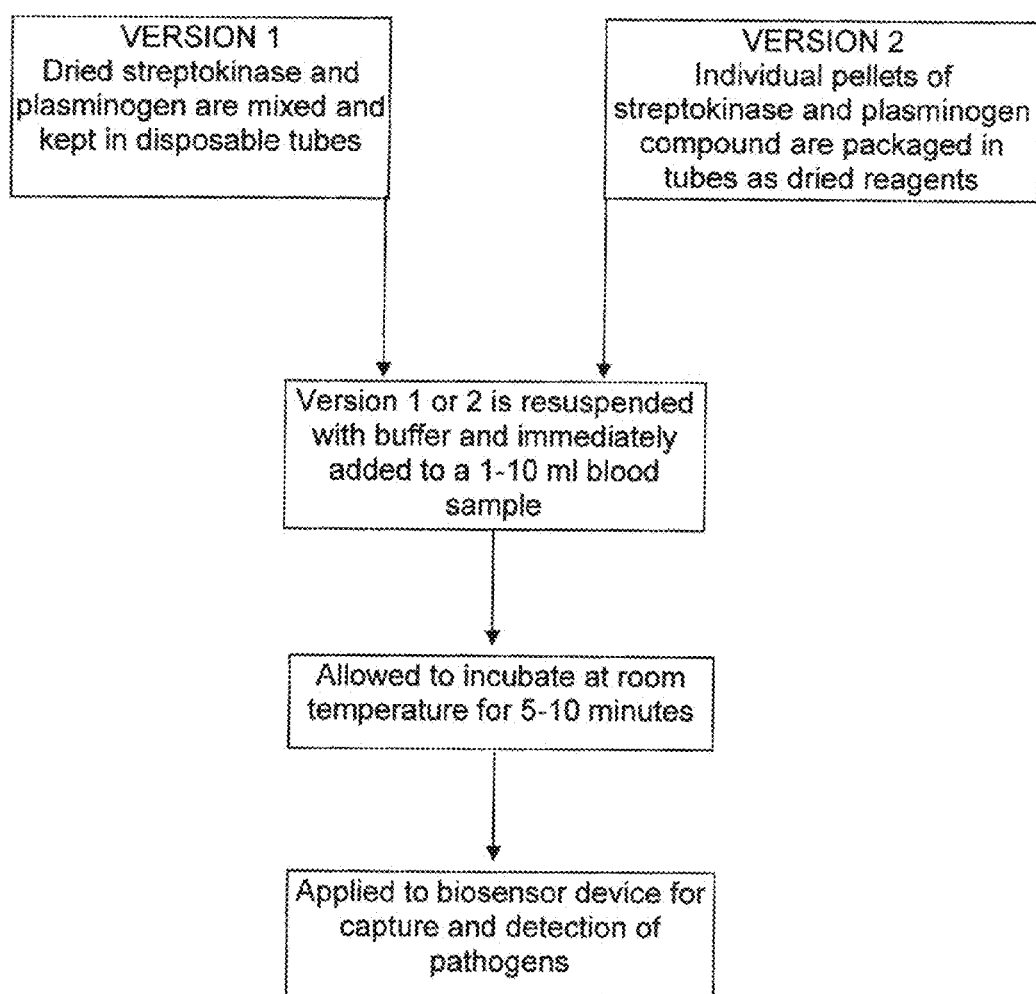 VERSION 1
Dried streptokinase and
plasminogen are mixed and
kept in disposable tubes
VERSION 2
Individual pellets of
streptokinase and plasminogen
compound are packaged in
tubes as dried reagents
Version 1 or 2 is resuspended
with buffer and immediately
added to a 1-10 ml blood
sample
Allowed to incubate at room
temperature for 5-10 minutes
Applied to biosensor device for
capture and detection of
pathogens